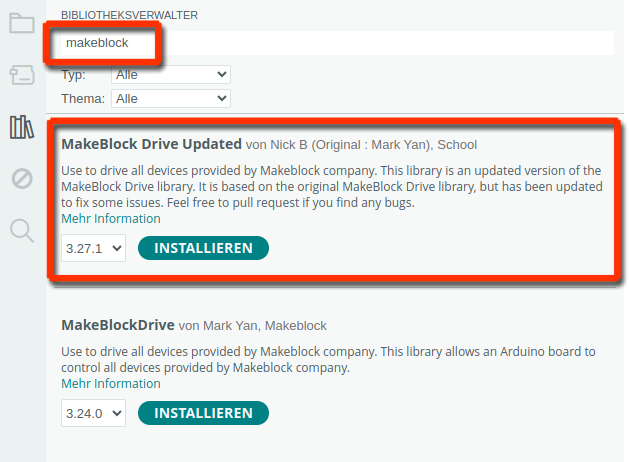 BIBLIOTHEKSVERWALTER
makeblock
Typ: Alle
Thema: Alle
MakeBlock Drive Updated von Nick B (Original : Mark Yan), School
Use to drive all devices provided by Makeblock company. This library is an updated version of the
MakeBlock Drive library. It is based on the original MakeBlock Drive library, but has been updated
to fix some issues. Feel free to pull request if you find any bugs.
Mehr Information
3.27.1 INSTALLIEREN
MakeBlockDrive von Mark Yan, Makeblock
Use to drive all devices provided by Makeblock company. This library allows an Arduino board to
control all devices provided by Makeblock company.
Mehr Information
3.24.0 INSTALLIEREN